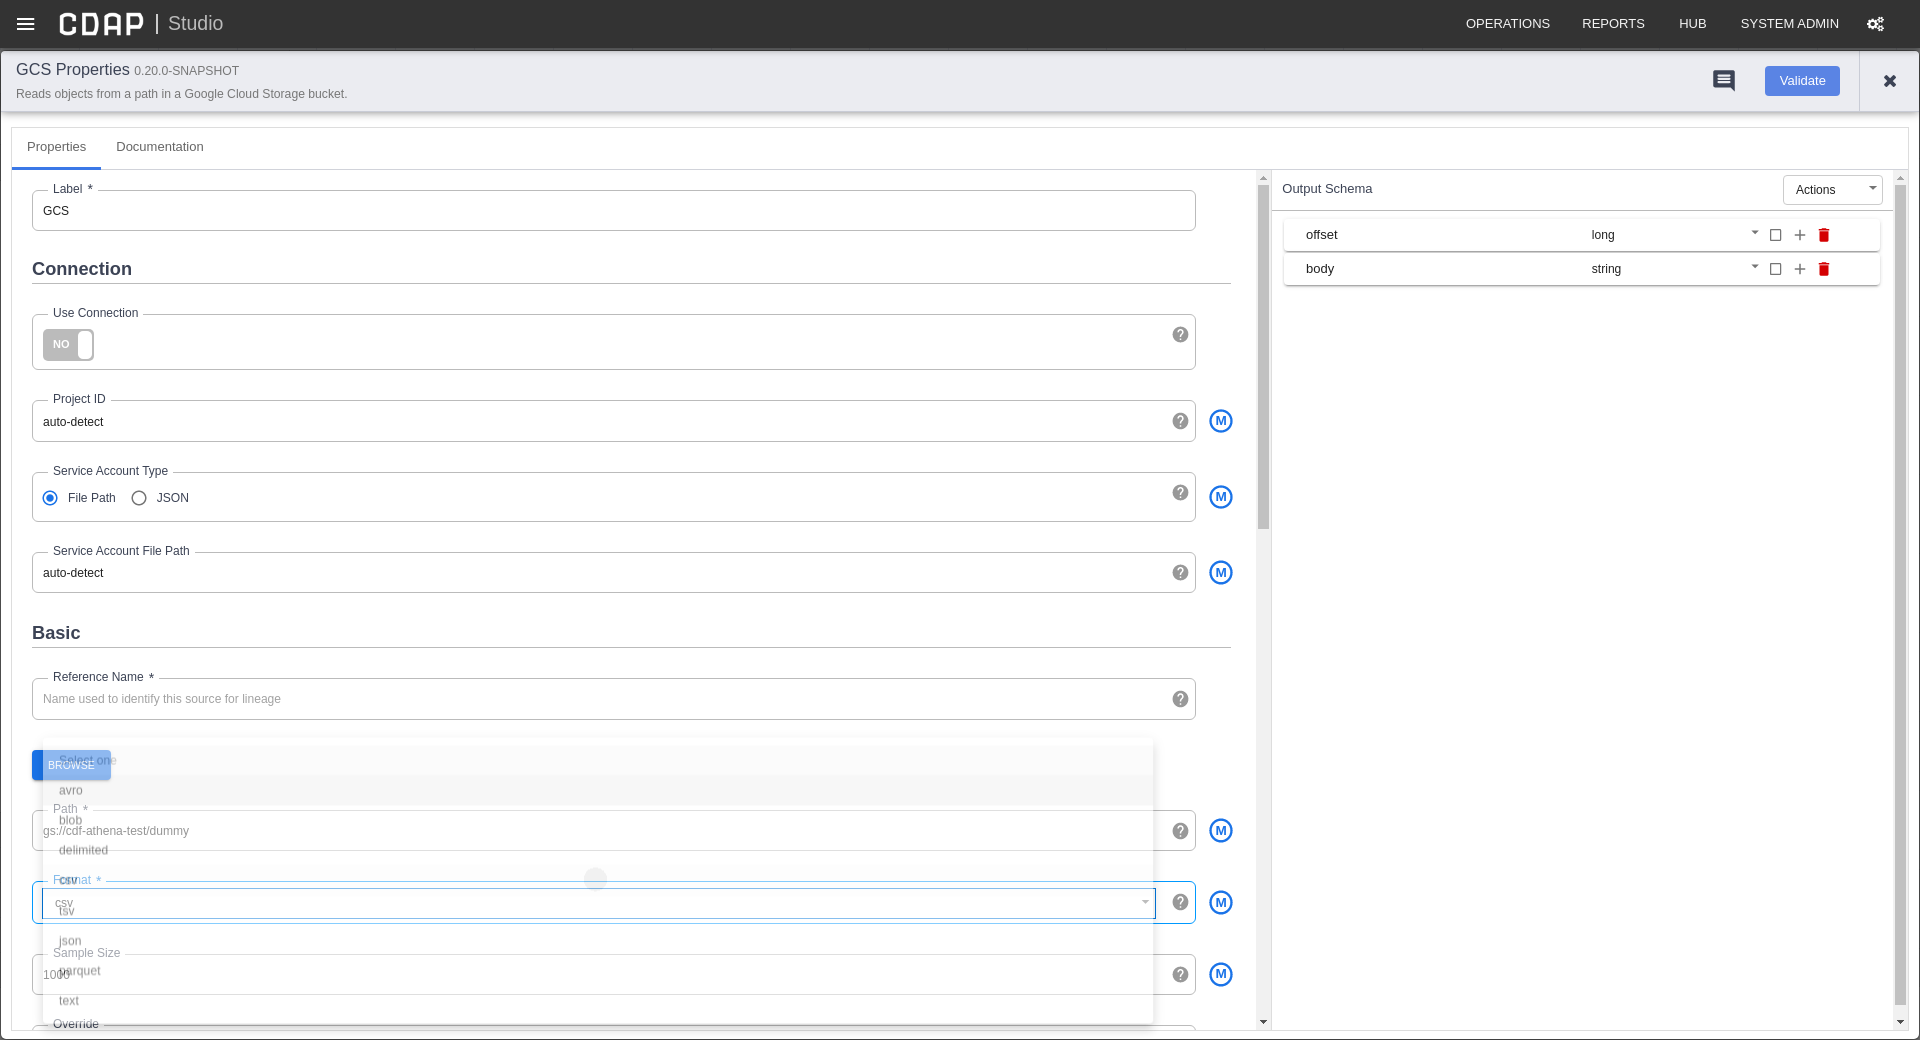 CDAP | Studio OPERATIONS REPORTS HUB SYSTEM ADMIN
GCS Properties 0.20.0-SNAPSHOT
Reads objects from a path in a Google Cloud Storage bucket.
Validate
Properties Documentation
Label *
GCS
Connection
Use Connection
NO
Project ID
auto-detect
M
Service Account Type
File Path JSON
M
Service Account File Path
auto-detect
M
Basic
Reference Name *
Name used to identify this source for lineage
Select one
BROWSE
avro
Path *
blob
gs://cdf-athena-test/dummy
M
delimited
Format *
csv
csv
M
tsv
json
Sample Size
parquet
1000
M
text
Override
Output Schema Actions
offset long
body string